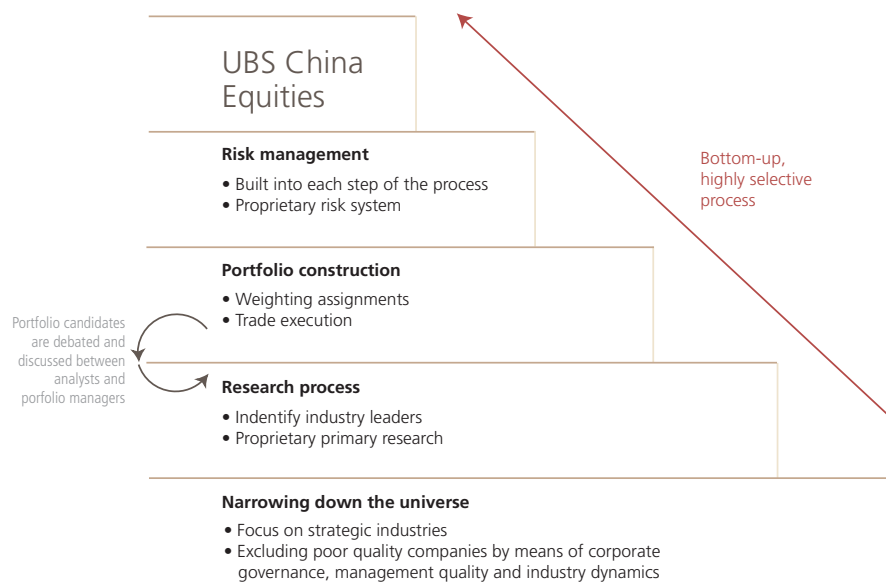 UBS China
Equities
Risk management
• Built into each step of the process
• Proprietary risk system
Bottom-up,
highly selective
process
Portfolio construction
• Weighting assignments
• Trade execution
Portfolio candidates
are debated and
discussed between
analysts and
porfolio managers
Research process
• Indentify industry leaders
• Proprietary primary research
Narrowing down the universe
• Focus on strategic industries
• Excluding poor quality companies by means of corporate
governance, management quality and industry dynamics